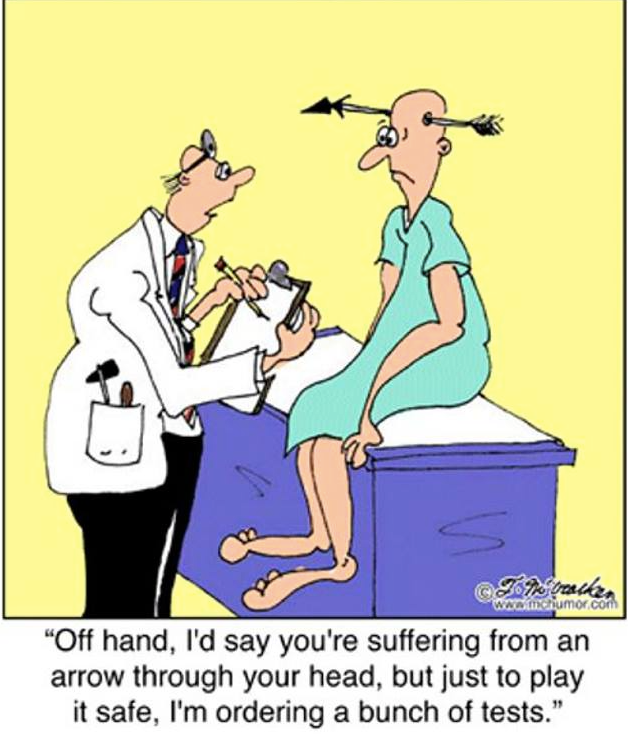 © T. McCracken
www.mchumor.com
“Off hand, I'd say you're suffering from an
arrow through your head, but just to play
it safe, I'm ordering a bunch of tests.”